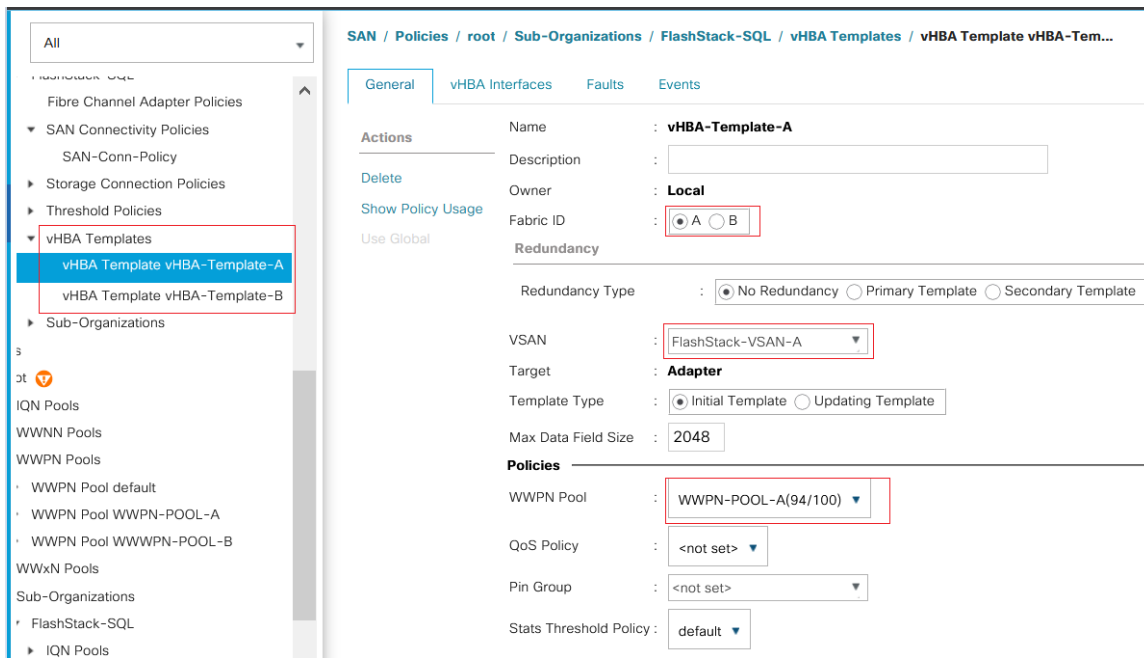 All
SAN / Policies / root / Sub-Organizations / FlashStack-SQL / vHBA Templates / vHBA Template vHBA-Tem...
FlashStack-SQL
Fibre Channel Adapter Policies
SAN Connectivity Policies
SAN-Conn-Policy
Storage Connection Policies
Threshold Policies
vHBA Templates
vHBA Template vHBA-Template-A
vHBA Template vHBA-Template-B
Sub-Organizations
s
ot
IQN Pools
WWNN Pools
WWPN Pools
WWPN Pool default
WWPN Pool WWPN-POOL-A
WWPN Pool WWWPN-POOL-B
WWxN Pools
Sub-Organizations
FlashStack-SQL
IQN Pools
General vHBA Interfaces Faults Events
Actions
Delete
Show Policy Usage
Use Global
Name : vHBA-Template-A
Description :
Owner : Local
Fabric ID : A B
Redundancy
Redundancy Type : No Redundancy Primary Template Secondary Template
VSAN : FlashStack-VSAN-A
Target : Adapter
Template Type : Initial Template Updating Template
Max Data Field Size : 2048
Policies
WWPN Pool : WWPN-POOL-A(94/100)
QoS Policy : <not set>
Pin Group : <not set>
Stats Threshold Policy : default